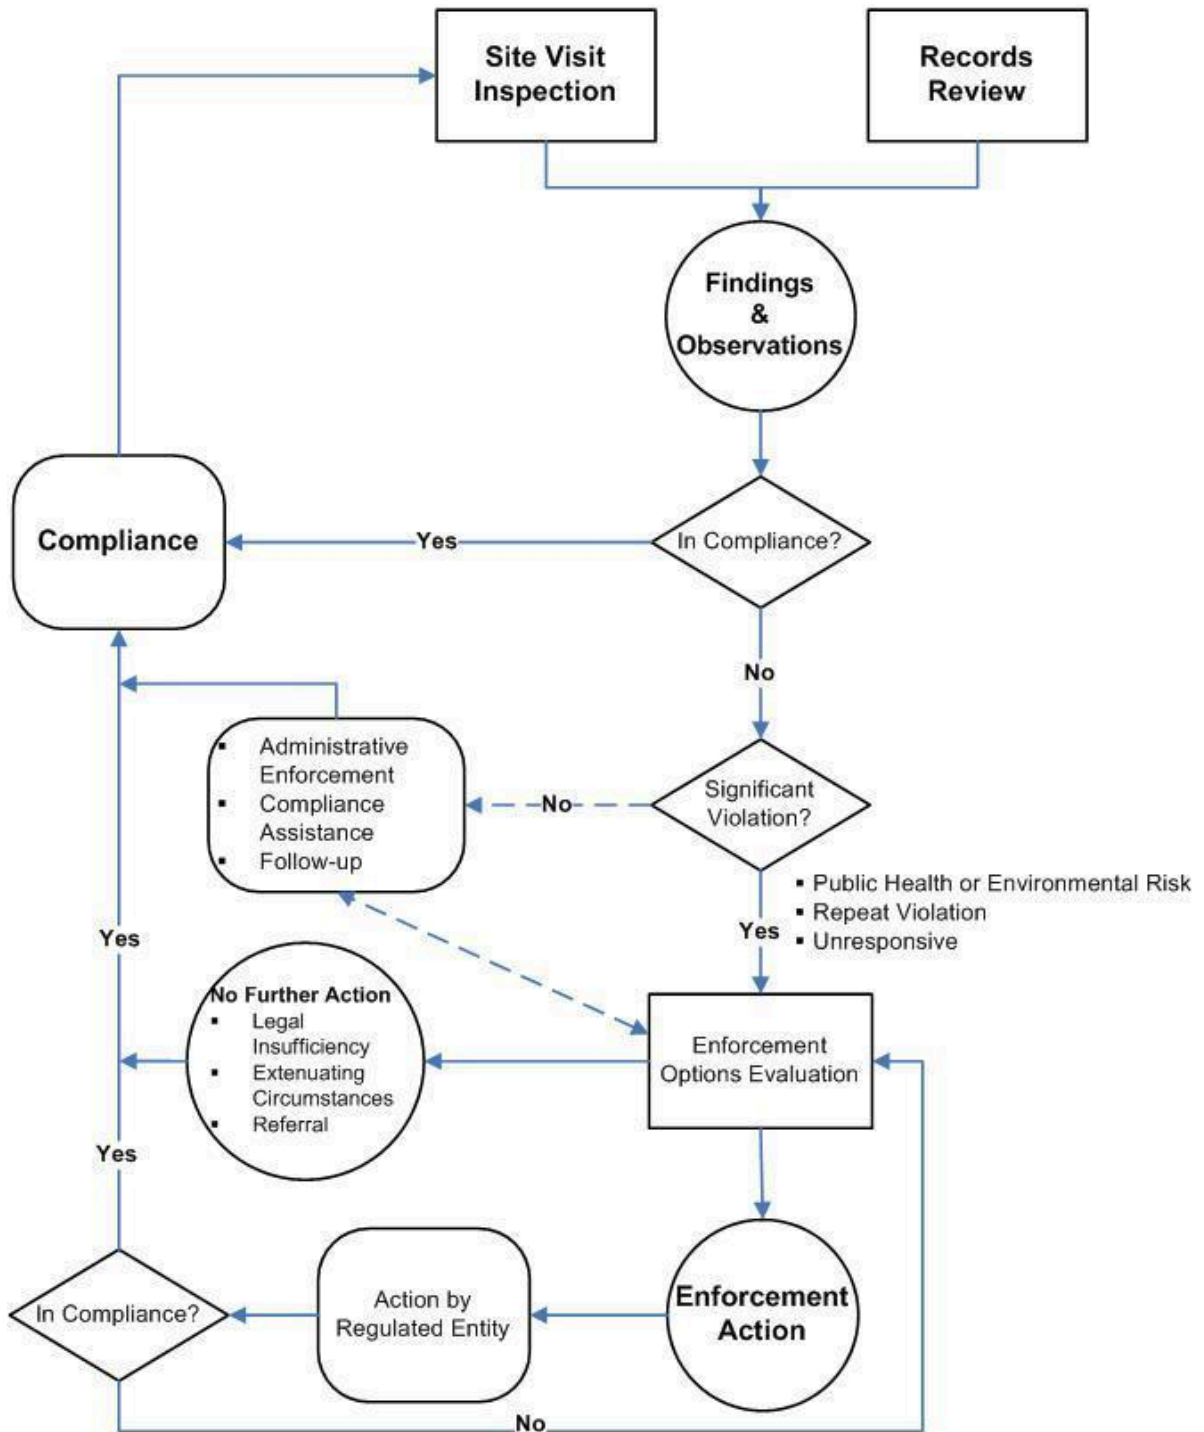 Site Visit
Inspection
Records
Review
Findings
&
Observations
In Compliance?
Yes
Compliance
No
Significant
Violation?
No
▪ Administrative
Enforcement
▪ Compliance
Assistance
▪ Follow-up
Yes
▪ Public Health or Environmental Risk
▪ Repeat Violation
▪ Unresponsive
Yes
No Further Action
▪ Legal
Insufficiency
▪ Extenuating
Circumstances
▪ Referral
Enforcement
Options Evaluation
Yes
Enforcement
Action
Action by
Regulated Entity
In Compliance?
No